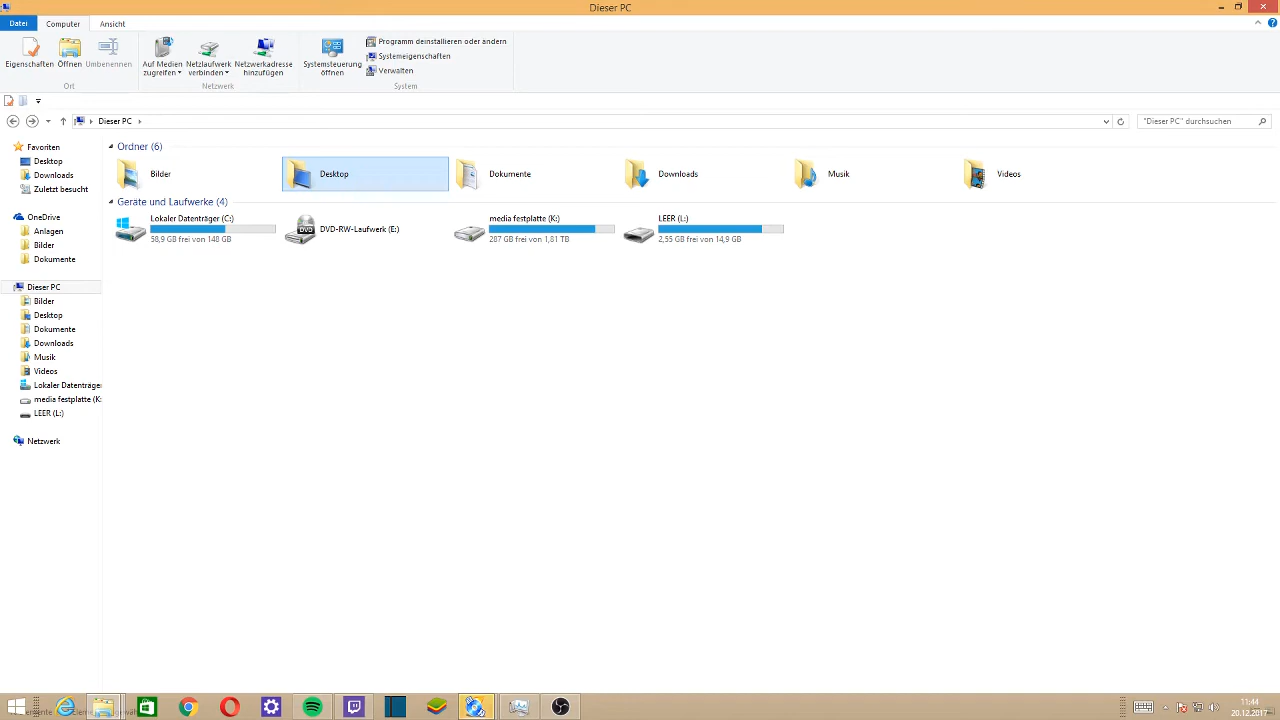 Dieser PC
Datei Computer Ansicht
Eigenschaften Öffnen Umbenennen
Auf Medien zugreifen
Netzlaufwerk verbinden
Netzwerkadresse hinzufügen
Systemsteuerung öffnen
Programm deinstallieren oder ändern
Systemeigenschaften
Verwalten
Ort Netzwerk System
Dieser PC
"Dieser PC" durchsuchen
Favoriten
Desktop
Downloads
Zuletzt besucht
OneDrive
Anlagen
Bilder
Dokumente
Dieser PC
Bilder
Desktop
Dokumente
Downloads
Musik
Videos
Lokaler Datenträger
media festplatte (K:
LEER (L:)
Netzwerk
Ordner (6)
Bilder Desktop Dokumente Downloads Musik Videos
Geräte und Laufwerke (4)
Lokaler Datenträger (C:)
58,9 GB frei von 148 GB
DVD
DVD-RW-Laufwerk (E:)
media festplatte (K:)
287 GB frei von 1,81 TB
LEER (L:)
2,55 GB frei von 14,9 GB
11:44
20.12.2017